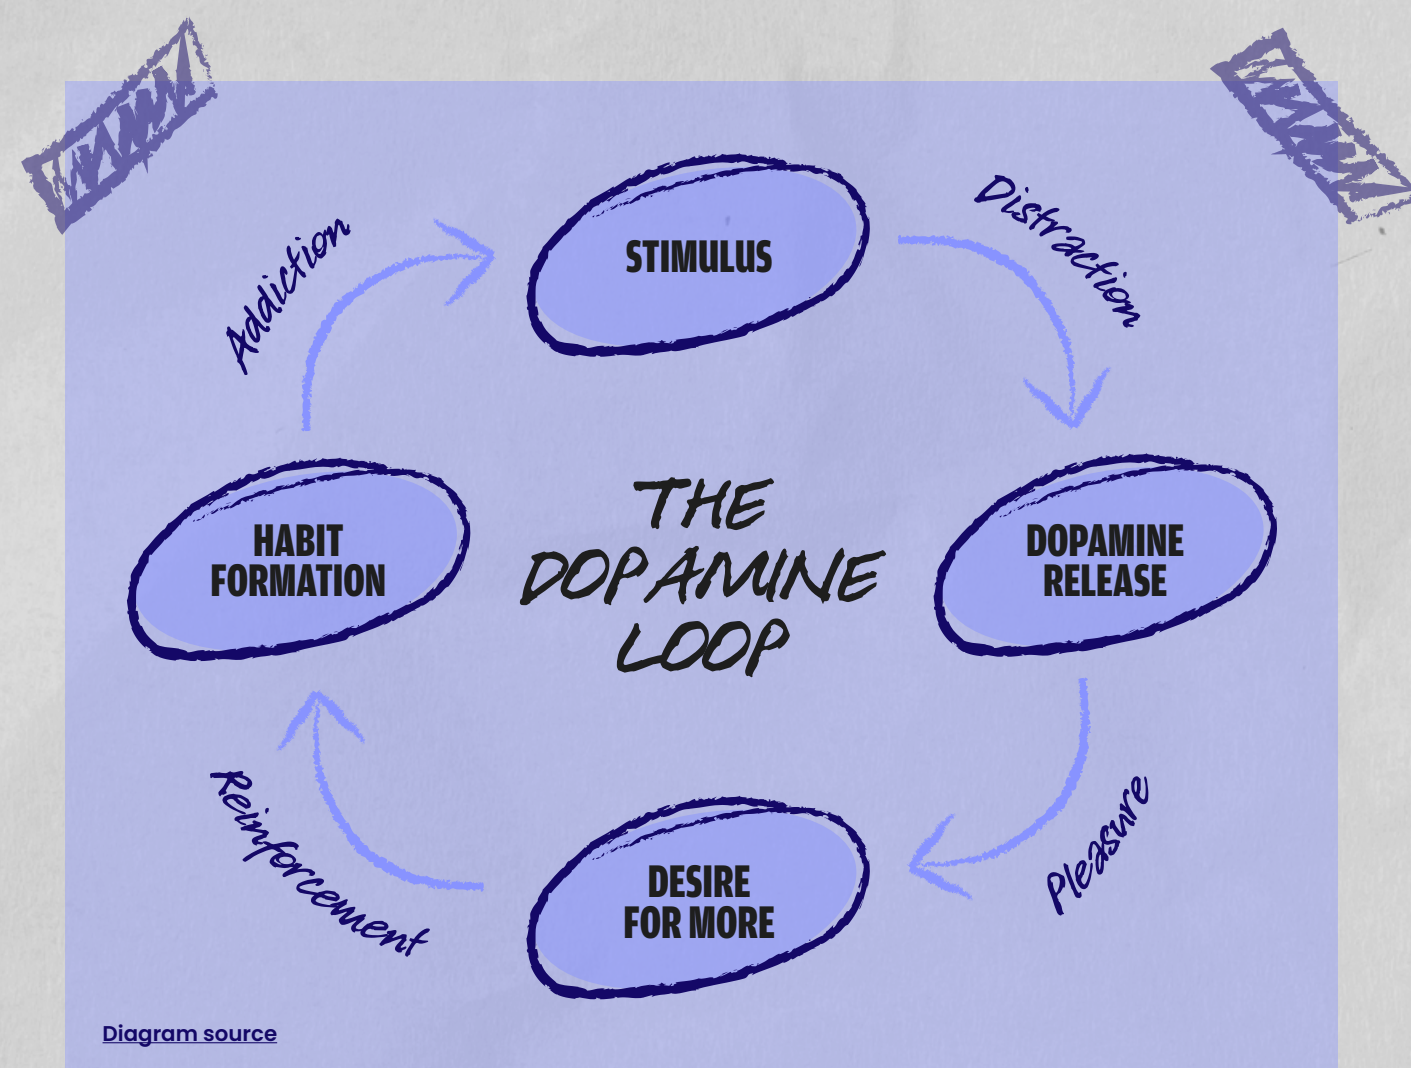 STIMULUS
Distraction
Addiction
THE
DOPAMINE
LOOP
HABIT
FORMATION
DOPAMINE
RELEASE
Reinforcement
Pleasure
DESIRE
FOR MORE
Diagram source